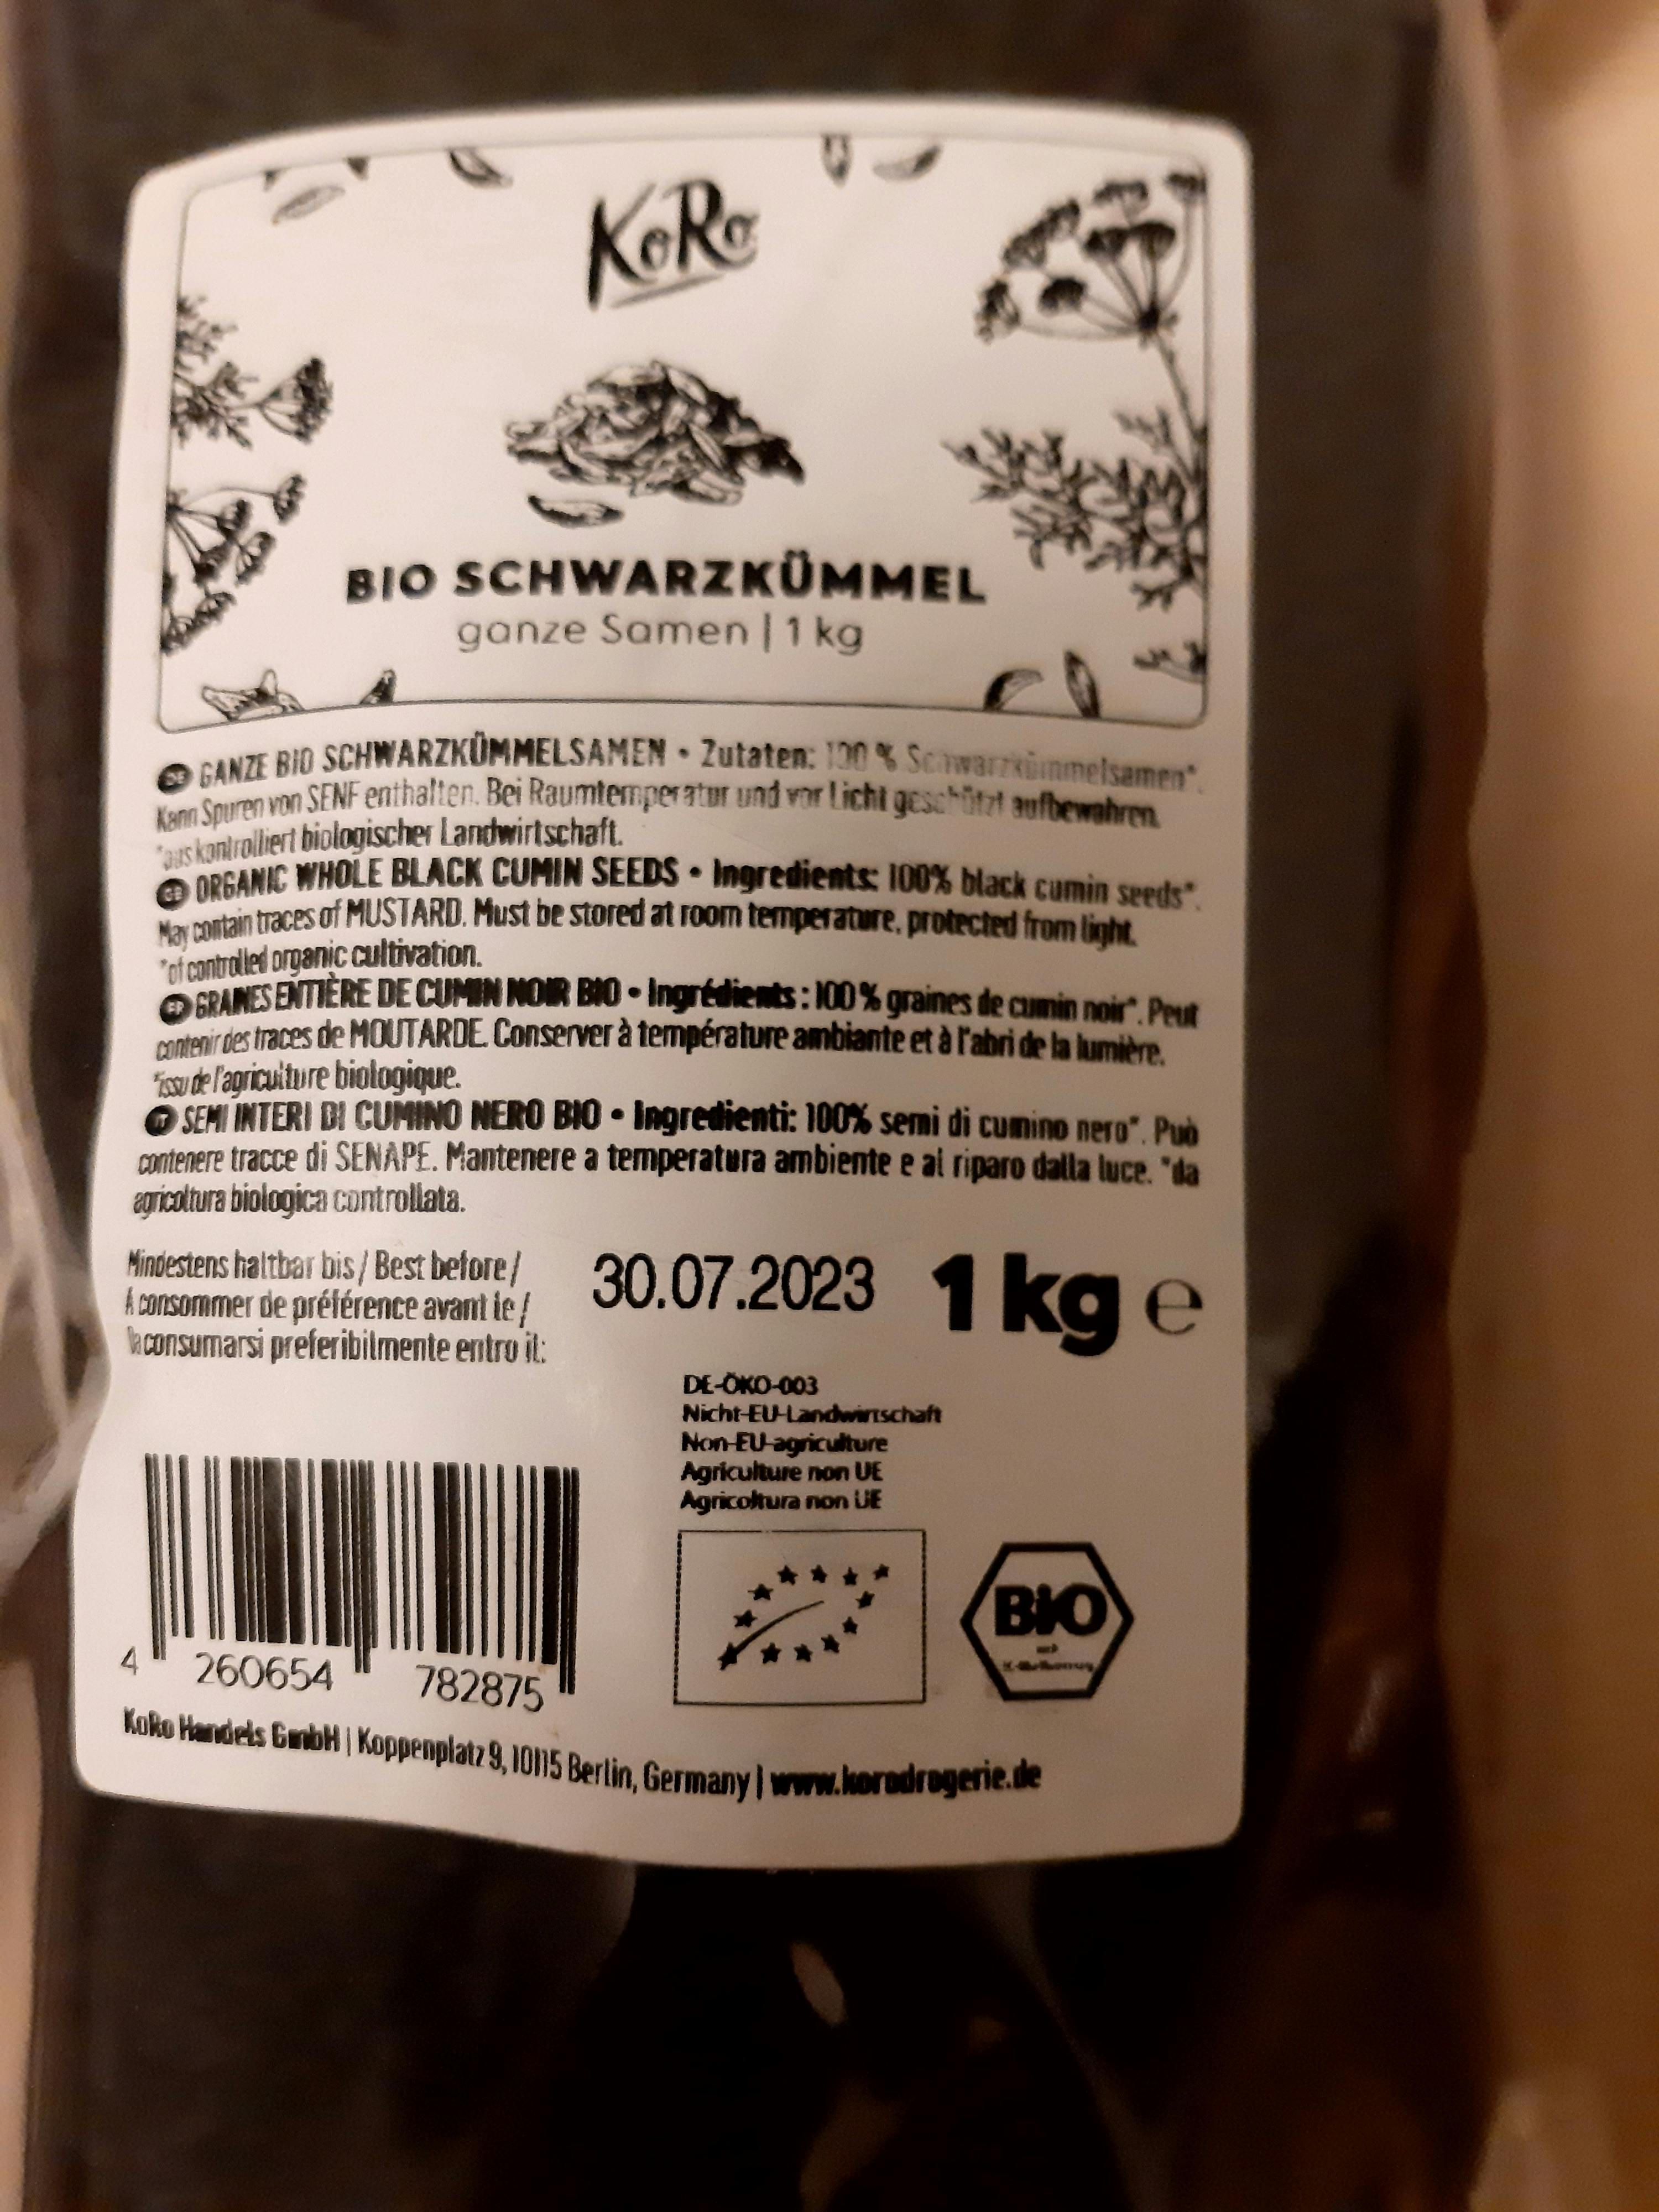 KoRo
BIO SCHWARZKÜMMEL
ganze Samen | 1 kg
DE GANZE BIO SCHWARZKÜMMELSAMEN • Zutaten: 100 % Schwarzkümmelsamen*.
Kann Spuren von SENF enthalten. Bei Raumtemperatur und vor Licht geschützt aufbewahren.
*aus kontrolliert biologischer Landwirtschaft.
GB ORGANIC WHOLE BLACK CUMIN SEEDS • Ingredients: 100% black cumin seeds*.
May contain traces of MUSTARD. Must be stored at room temperature, protected from light.
*of controlled organic cultivation.
GRAINES ENTIÈRE DE CUMIN NOIR BIO • Ingrédients : 100 % graines de cumin noir*. Peut
contenir des traces de MOUTARDE. Conserver à température ambiante et à l'abri de la lumière.
*issu de l'agriculture biologique.
IT SEMI INTERI DI CUMINO NERO BIO • Ingredienti: 100% semi di cumino nero*. Può
contenere tracce di SENAPE. Mantenere a temperatura ambiente e al riparo dalla luce. *da
agricoltura biologica controllata.
Mindestens haltbar bis / Best before /
À consommer de préférence avant le /
Da consumarsi preferibilmente entro il:
30.07.2023
1 kg e
DE-ÖKO-003
Nicht-EU-Landwirtschaft
Non-EU-agriculture
Agriculture non UE
Agricoltura non UE
BIO
4 260654 782875
KoRo Handels GmbH | Koppenplatz 9, 10115 Berlin, Germany | www.korodrogerie.de